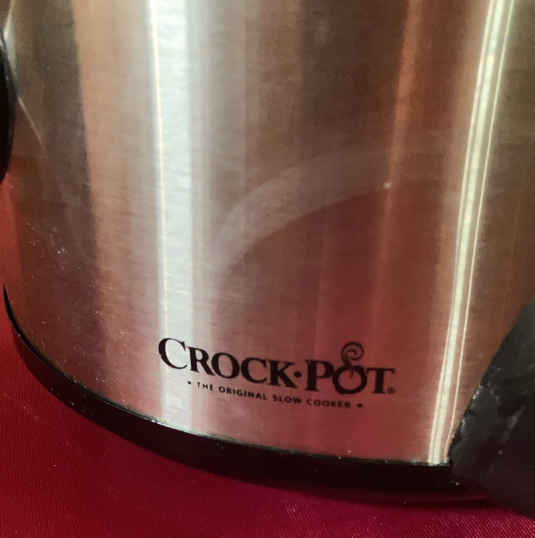 CROCK·POT®
• THE ORIGINAL SLOW COOKER •